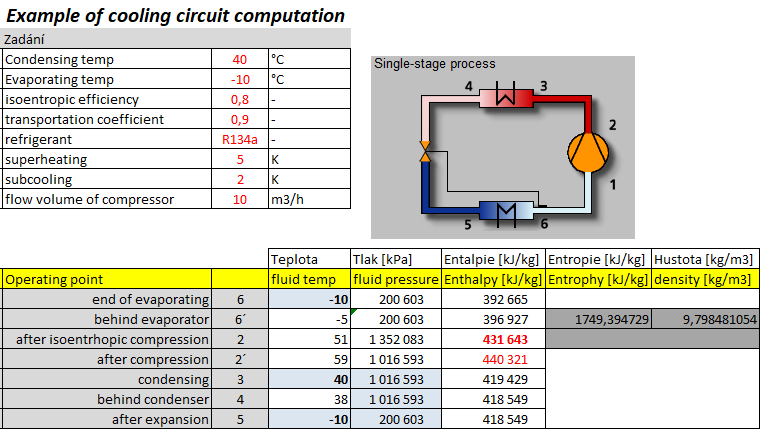 Example of cooling circuit computation
Zadání
Condensing temp 40 °C
Evaporating temp -10 °C
isoentropic efficiency 0,8 -
transportation coefficient 0,9 -
refrigerant R134a -
superheating 5 K
subcooling 2 K
flow volume of compressor 10 m3/h
Single-stage process
4 3
2
1
5 6
Teplota Tlak [kPa] Entalpie [kJ/kg] Entropie [kJ/kg] Hustota [kg/m3]
Operating point fluid temp fluid pressure Enthalpy [kJ/kg] Entrophy [kJ/kg] density [kg/m3]
end of evaporating 6 -10 200 603 392 665
behind evaporator 6´ -5 200 603 396 927 1749,394729 9,798481054
after isoentrhopic compression 2 51 1 352 083 431 643
after compression 2´ 59 1 016 593 440 321
condensing 3 40 1 016 593 419 429
behind condenser 4 38 1 016 593 418 549
after expansion 5 -10 200 603 418 549